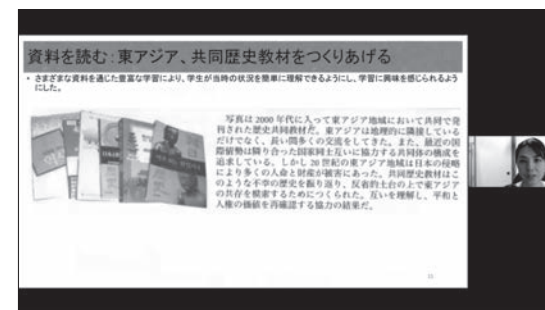 資料を読む：東アジア、共同歴史教材をつくりあげる
• さまざまな資料を通じた豊富な学習により、学生が当時の状況を簡単に理解できるようにし、学習に興味を感じられるよう
にした。
写真は 2000 年代に入って東アジア地域において共同で発
刊された歴史共同教材だ。東アジアは地理的に隣接している
だけでなく、長い間多くの交流をしてきた。また、最近の国
際情勢は隣り合った国家同士互いに協力する共同体の構成を
追求している。しかし 20 世紀の東アジア地域は日本の侵略
により多くの人命と財産が被害にあった。共同歴史教材はこ
のような不幸の歴史を振り返り、反省的土台の上で東アジア
の共存を模索するためにつくられた。互いを理解し、平和と
人権の価値を再確認する協力の結果だ。